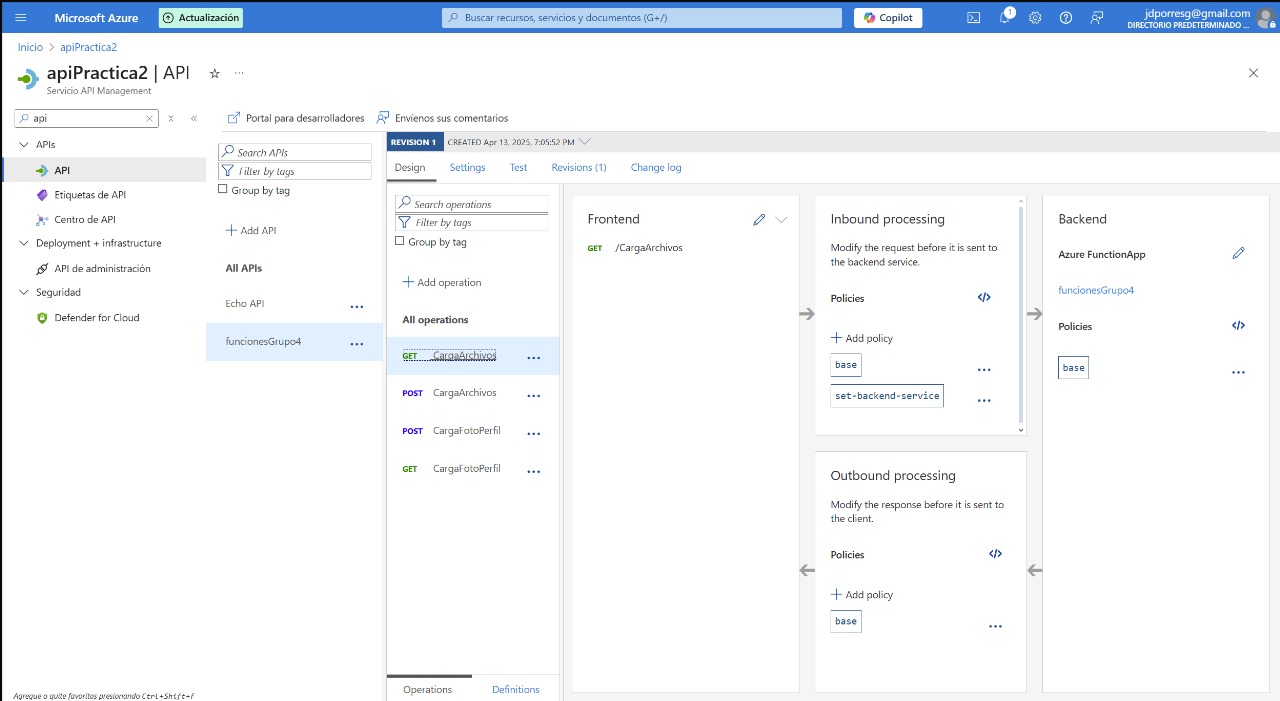 Microsoft Azure
Actualización
Buscar recursos, servicios y documentos (G+/)
Copilot
1
jdporresg@gmail.com
DIRECTORIO PREDETERMINADO ...
Inicio > apiPractica2
apiPractica2 | API
Servicio API Management
api
APIs
API
Etiquetas de API
Centro de API
Deployment + infrastructure
API de administración
Seguridad
Defender for Cloud
Agregue o quite favoritos presionando Ctrl+Shift+F
Portal para desarrolladores
Envíenos sus comentarios
Search APIs
Filter by tags
Group by tag
Add API
All APIs
Echo API
funcionesGrupo4
REVISION 1
CREATED Apr 13, 2025, 7:05:52 PM
Design
Settings
Test
Revisions (1)
Change log
Search operations
Filter by tags
Group by tag
Add operation
All operations
GET CargaArchivos
POST CargaArchivos
POST CargaFotoPerfil
GET CargaFotoPerfil
Operations
Definitions
Frontend
GET /CargaArchivos
Inbound processing
Modify the request before it is sent to
the backend service.
Policies
Add policy
base
set-backend-service
Outbound processing
Modify the response before it is sent to
the client.
Policies
Add policy
base
Backend
Azure FunctionApp
funcionesGrupo4
Policies
base